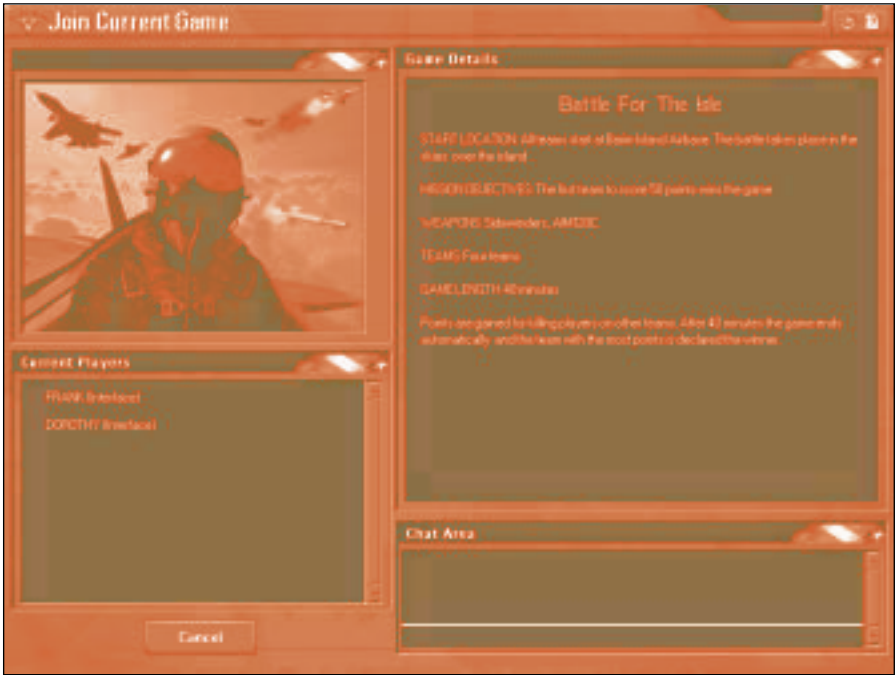 Join Current Game
Game Details
Battle For The Isle
START LOCATION: All teams start at Island Airbase. The battle takes place in the
skies over the island.
MISSION OBJECTIVES: The first team to score 50 points wins the game
WEAPONS: Sidewinders, AIM120C
TEAMS: Four teams
GAME LENGTH: minutes
Points are gained for killing players on other teams. After minutes the game ends
automatically and the team with the most points is declared the winner.
Current Players
FRANK (Interface)
DOROTHY (Interface)
Chat Area
Cancel